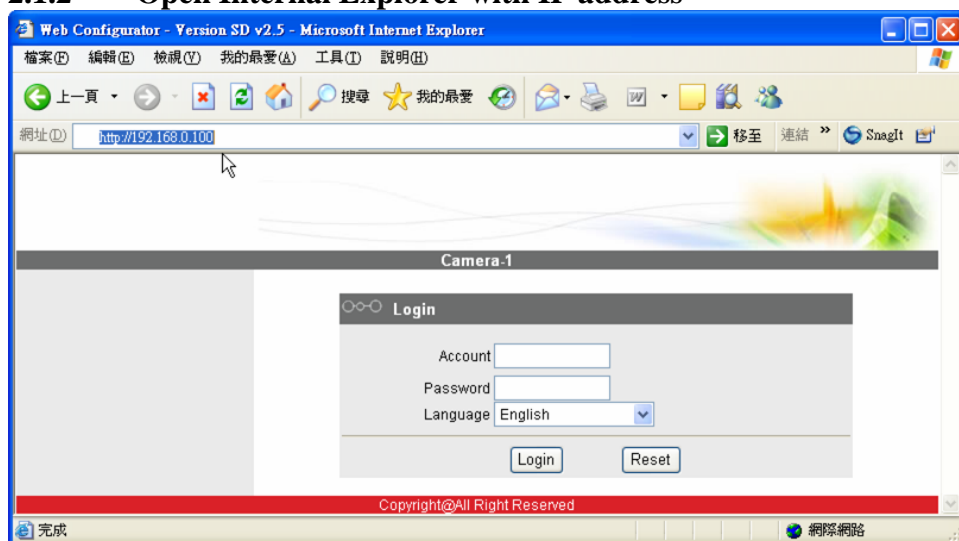 2.1.2 Open Internal Explorer with IP address
Web Configurator - Version SD v2.5 - Microsoft Internet Explorer
檔案(F) 編輯(E) 檢視(V) 我的最愛(A) 工具(T) 說明(H)
上一頁 搜尋 我的最愛
網址(D) http://192.168.0.100 移至 連結 » SnagIt
Camera-1
Login
Account
Password
Language English
Login Reset
Copyright@All Right Reserved
完成 網際網路